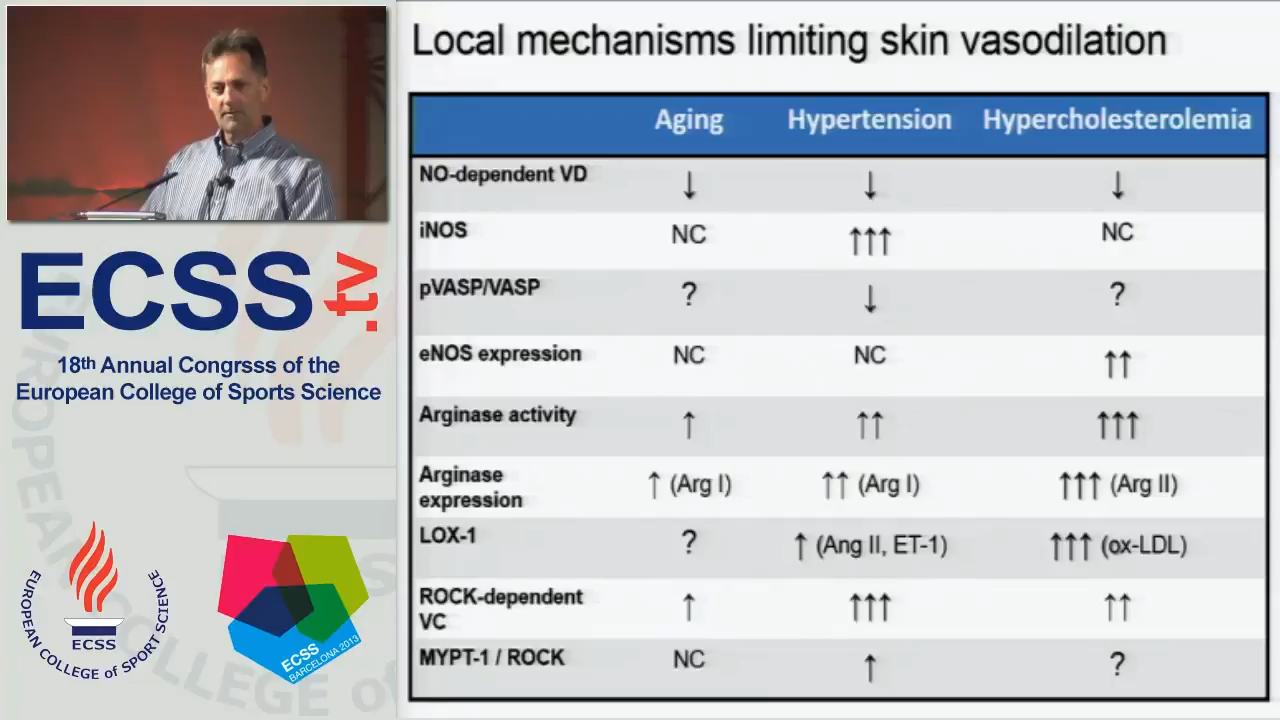 Local mechanisms limiting skin vasodilation
Aging Hypertension Hypercholesterolemia
NO-dependent VD ↓ ↓ ↓
iNOS NC ↑↑↑ NC
pVASP/VASP ? ↓ ?
eNOS expression NC NC ↑↑
Arginase activity ↑ ↑↑ ↑↑↑
Arginase
expression ↑ (Arg I) ↑↑ (Arg I) ↑↑↑ (Arg II)
LOX-1 ? ↑ (Ang II, ET-1) ↑↑↑ (ox-LDL)
ROCK-dependent
VC ↑ ↑↑↑ ↑↑
MYPT-1 / ROCK NC ↑ ?
ECSS.tv
18th Annual Congrsss of the
European College of Sports Science
EUROPEAN COLLEGE OF SPORT SCIENCE
ECSS
ECSS
BARCELONA 2013
EUROPEAN COLLEGE of